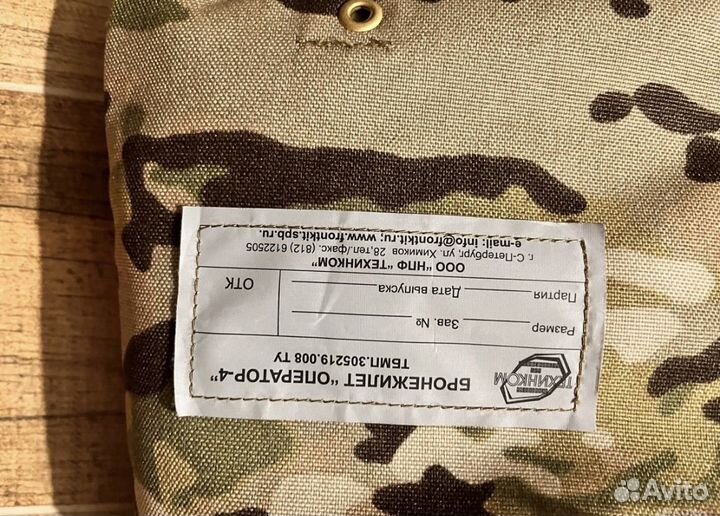 ТЕХИНКОМ
БРОНЕЖИЛЕТ "ОПЕРАТОР-4"
ТБМП.305219.008 ТУ
Размер Зав. №
Партия Дата выпуска
ОТК
ООО "НПФ "ТЕХИНКОМ"
г. С-Петербург, ул. Химиков 28,тел./факс. (812) 6122505
e-mail: info@frontkit.ru; www.frontkit.spb.ru.
Avito